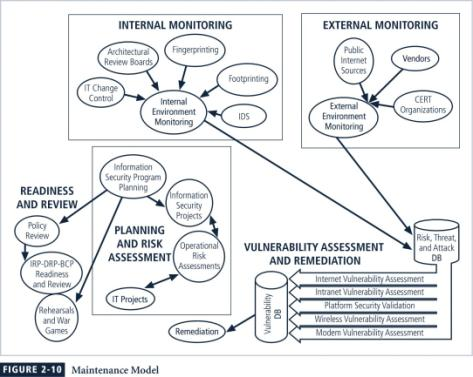 INTERNAL MONITORING
Architectural
Review Boards
Fingerprinting
IT Change
Control
Footprinting
Internal
Environment
Monitoring
IDS
EXTERNAL MONITORING
Public
Internet
Sources
Vendors
CERT
Organizations
External
Environment
Monitoring
Information
Security Program
Planning
Information
Security
Projects
PLANNING
AND RISK
ASSESSMENT
Operational
Risk
Assessments
IT Projects
READINESS
AND REVIEW
Policy
Review
IRP-DRP-BCP
Readiness
and Review
Rehearsals
and War
Games
VULNERABILITY ASSESSMENT
AND REMEDIATION
Risk, Threat,
and Attack
DB
Internet Vulnerability Assessment
Intranet Vulnerability Assessment
Platform Security Validation
Wireless Vulnerability Assessment
Modem Vulnerability Assessment
Vulnerability
DB
Remediation
FIGURE 2-10 Maintenance Model